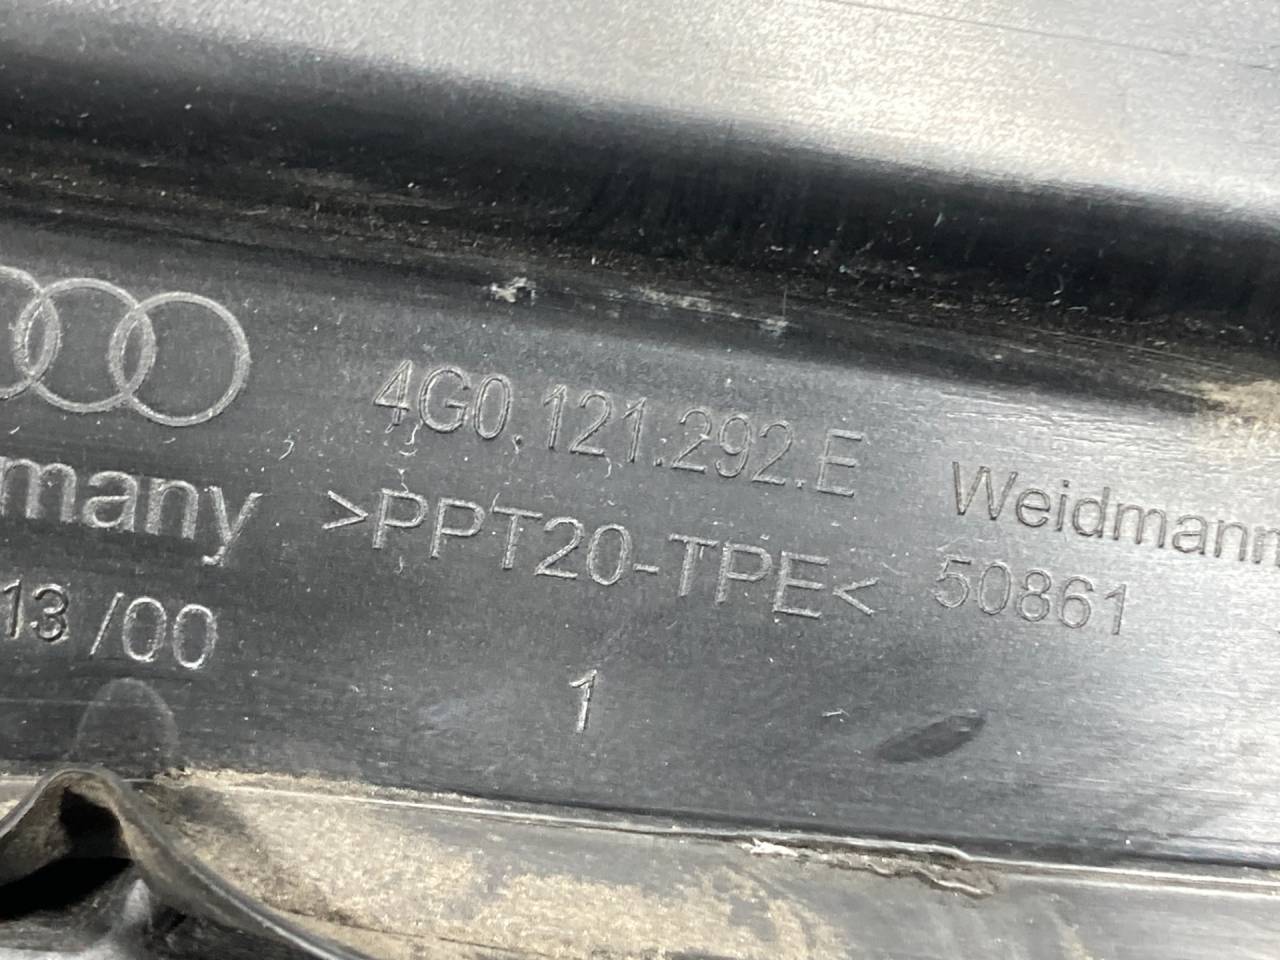 4G0.121.292.E
Weidmann
many >PPT20-TPE< 50861
13 /00
1